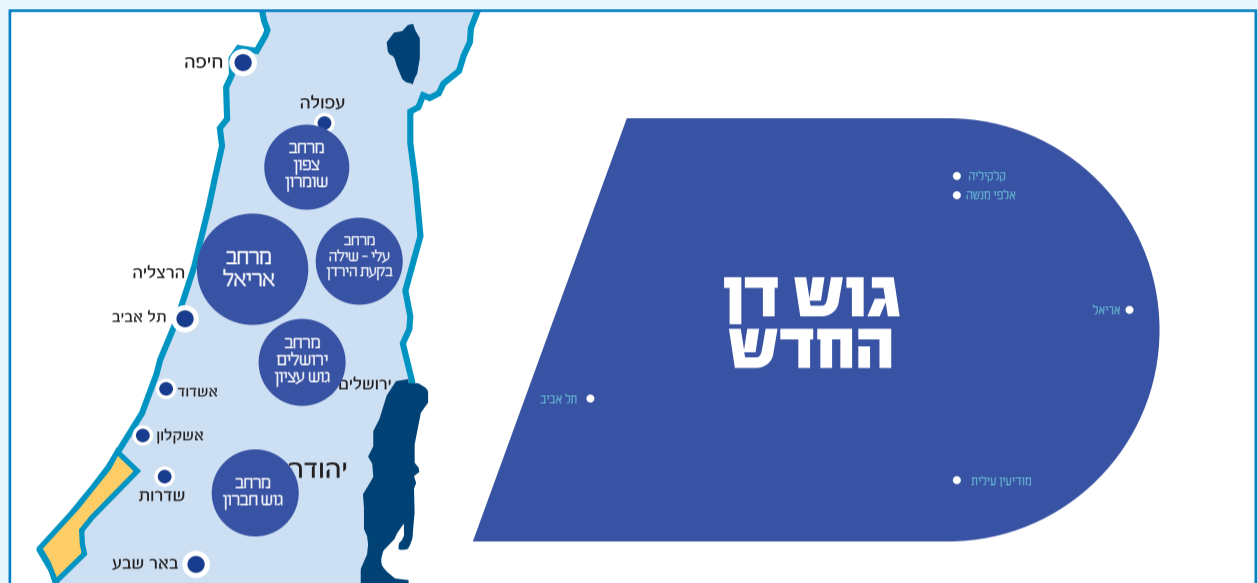 חיפה
עפולה
מרחב
צפון
שומרון
מרחב
עלי - שילה
בקעת הירדן
מרחב
אריאל
הרצליה
תל אביב
מרחב
ירושלים
גוש עציון
ירושלים
אשדוד
אשקלון
יהודה
שדרות
מרחב
גוש חברון
באר שבע
קלקיליה
אלפי מנשה
גוש דן
החדש
אריאל
תל אביב
מודיעין עילית